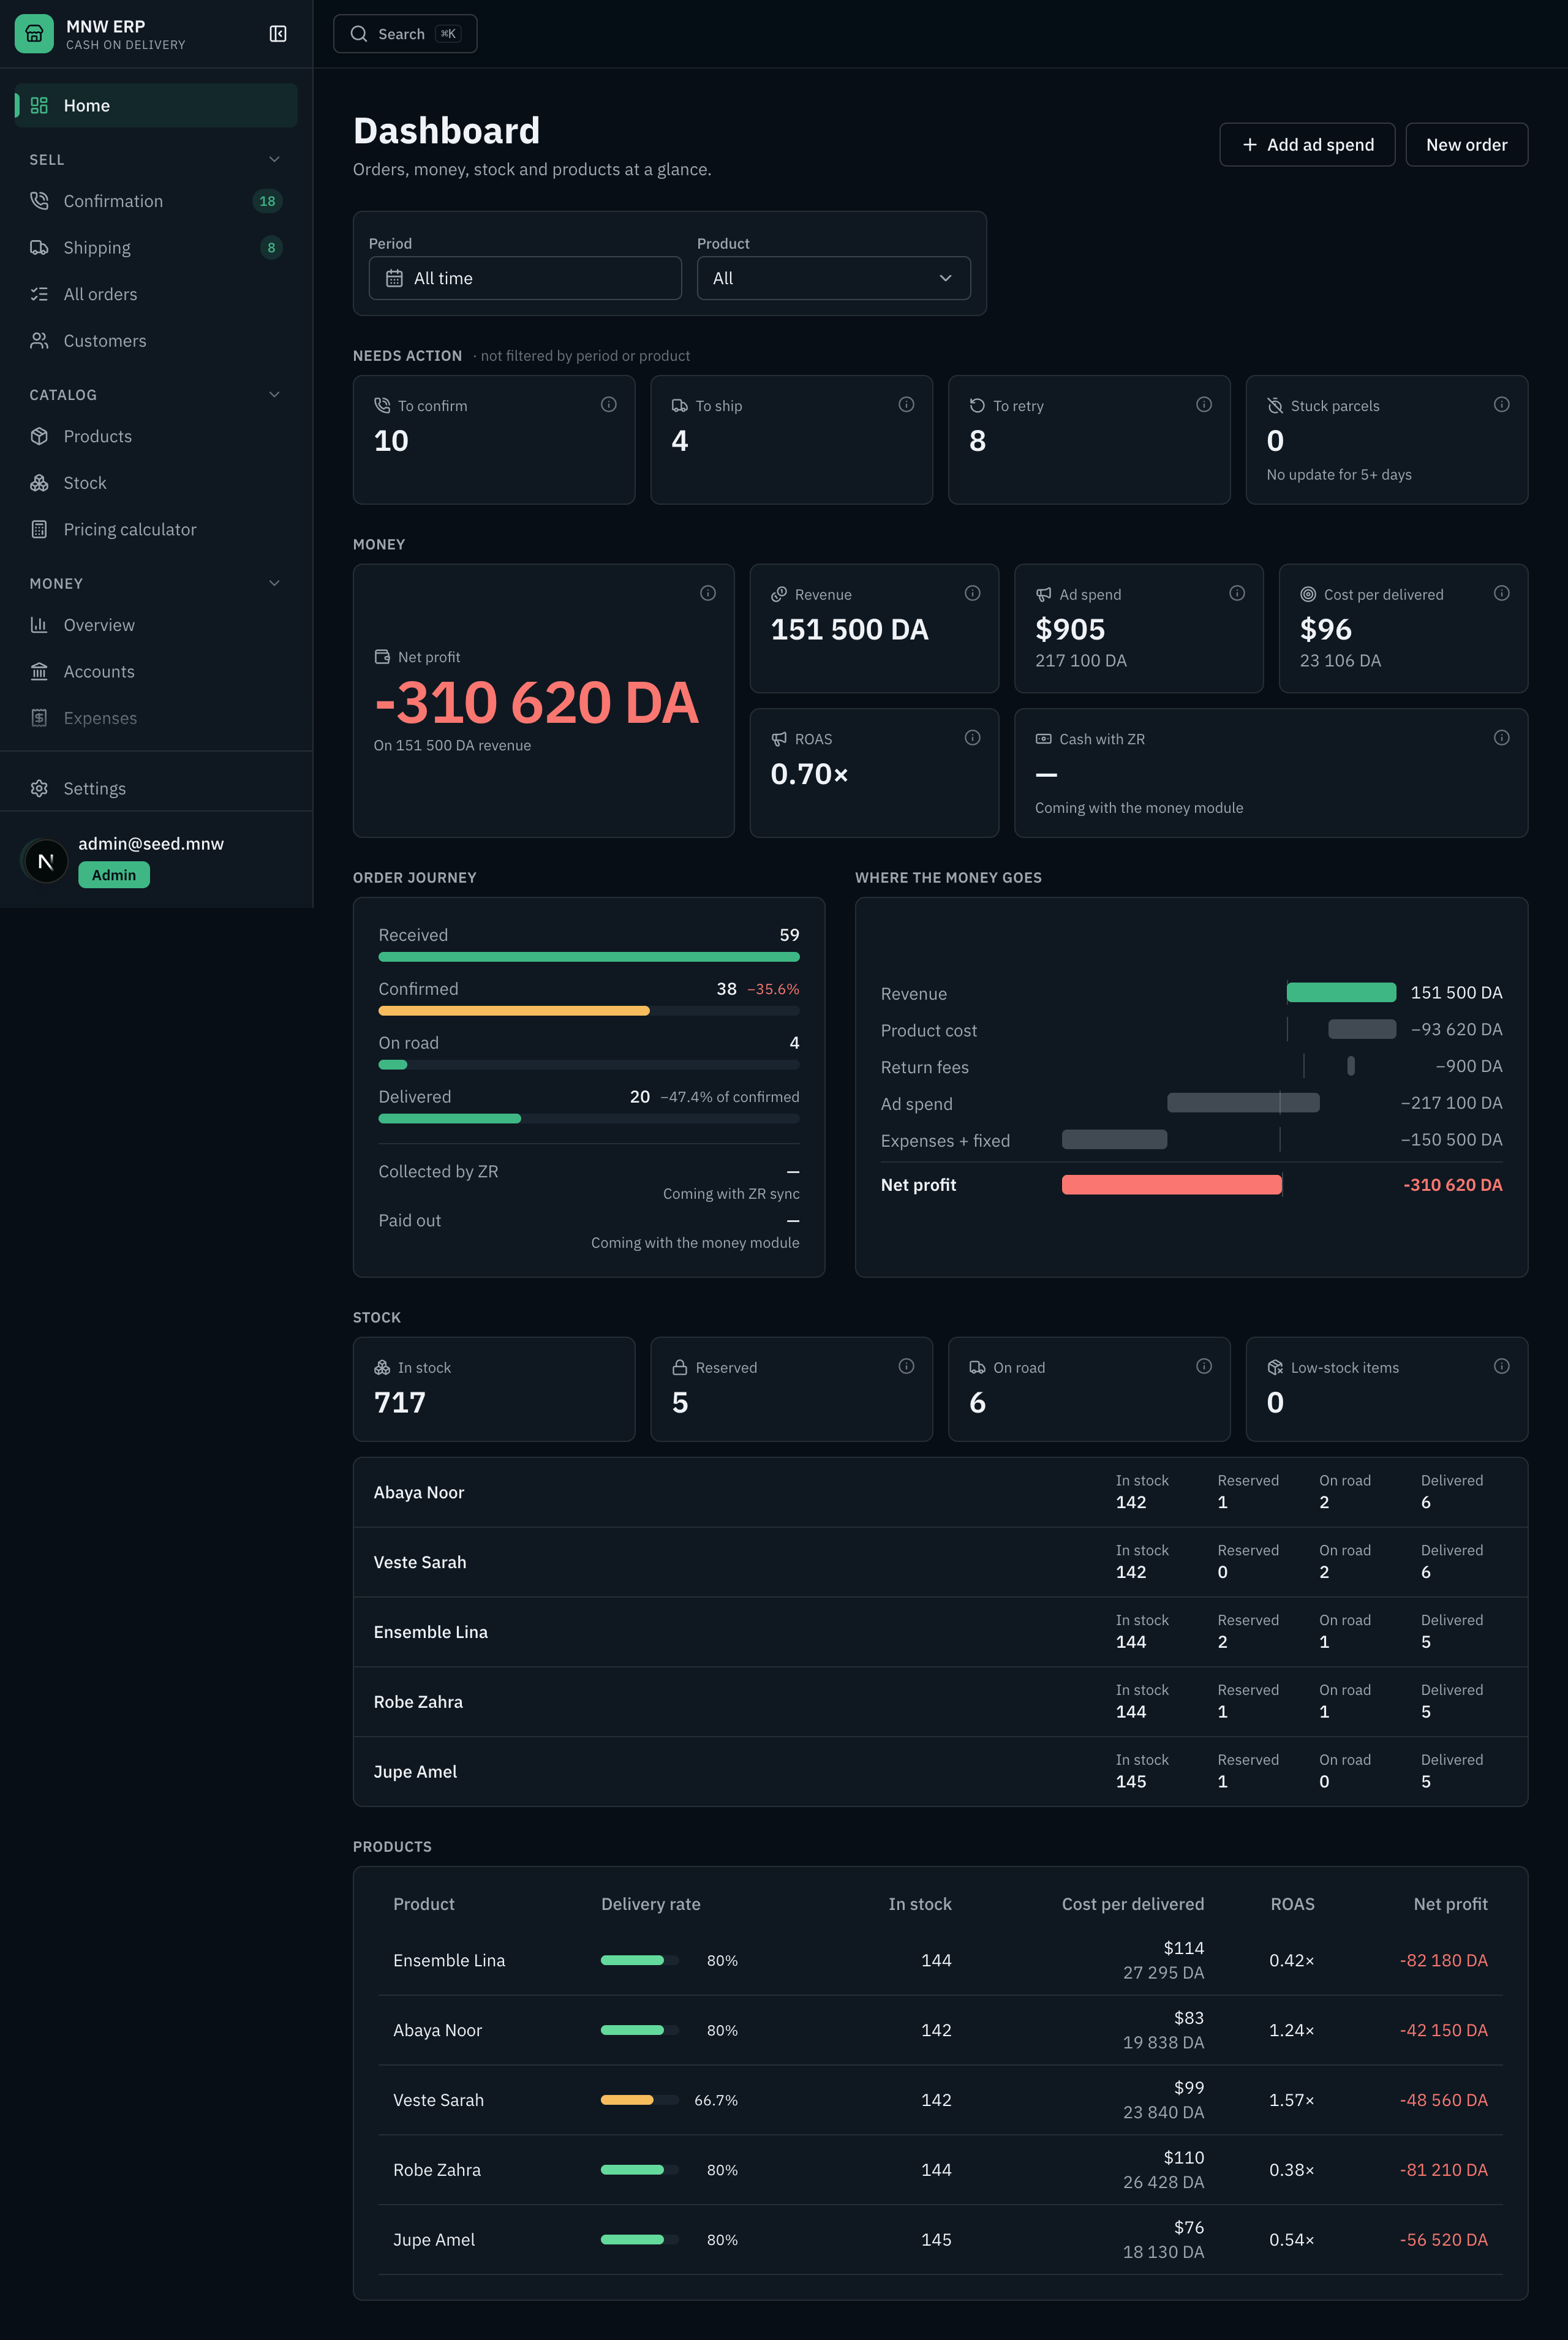 MNW ERP
CASH ON DELIVERY
Search ⌘K
Home
SELL
Confirmation 18
Shipping 8
All orders
Customers
CATALOG
Products
Stock
Pricing calculator
MONEY
Overview
Accounts
Expenses
Settings
N
admin@seed.mnw
Admin
Dashboard
Orders, money, stock and products at a glance.
Add ad spend
New order
Period
All time
Product
All
NEEDS ACTION · not filtered by period or product
To confirm
10
To ship
4
To retry
8
Stuck parcels
0
No update for 5+ days
MONEY
Net profit
-310 620 DA
On 151 500 DA revenue
Revenue
151 500 DA
Ad spend
$905
217 100 DA
Cost per delivered
$96
23 106 DA
ROAS
0.70×
Cash with ZR
—
Coming with the money module
ORDER JOURNEY
Received 59
Confirmed 38 −35.6%
On road 4
Delivered 20 −47.4% of confirmed
Collected by ZR —
Coming with ZR sync
Paid out —
Coming with the money module
WHERE THE MONEY GOES
Revenue 151 500 DA
Product cost −93 620 DA
Return fees −900 DA
Ad spend −217 100 DA
Expenses + fixed −150 500 DA
Net profit -310 620 DA
STOCK
In stock
717
Reserved
5
On road
6
Low-stock items
0
Abaya Noor
In stock Reserved On road Delivered
142 1 2 6
Veste Sarah
In stock Reserved On road Delivered
142 0 2 6
Ensemble Lina
In stock Reserved On road Delivered
144 2 1 5
Robe Zahra
In stock Reserved On road Delivered
144 1 1 5
Jupe Amel
In stock Reserved On road Delivered
145 1 0 5
PRODUCTS
Product Delivery rate In stock Cost per delivered ROAS Net profit
Ensemble Lina 80% 144 $114 0.42× -82 180 DA
27 295 DA
Abaya Noor 80% 142 $83 1.24× -42 150 DA
19 838 DA
Veste Sarah 66.7% 142 $99 1.57× -48 560 DA
23 840 DA
Robe Zahra 80% 144 $110 0.38× -81 210 DA
26 428 DA
Jupe Amel 80% 145 $76 0.54× -56 520 DA
18 130 DA